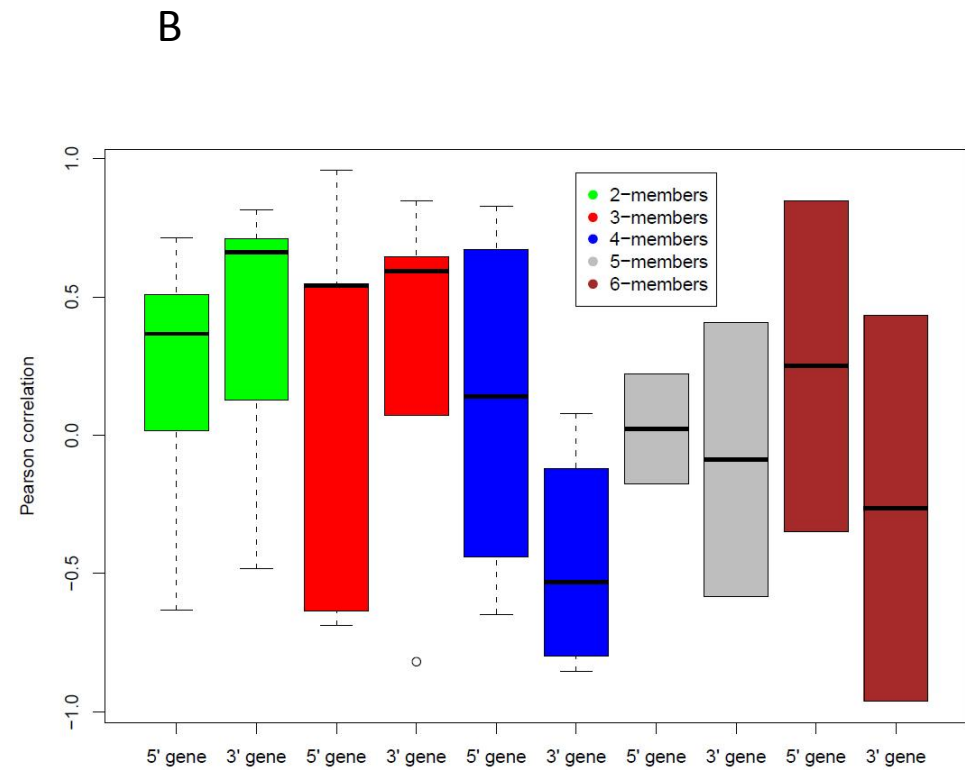 B
Pearson correlation
1.0
0.5
0.0
−0.5
−1.0
2−members
3−members
4−members
5−members
6−members
5' gene 3' gene 5' gene 3' gene 5' gene 3' gene 5' gene 3' gene 5' gene 3' gene